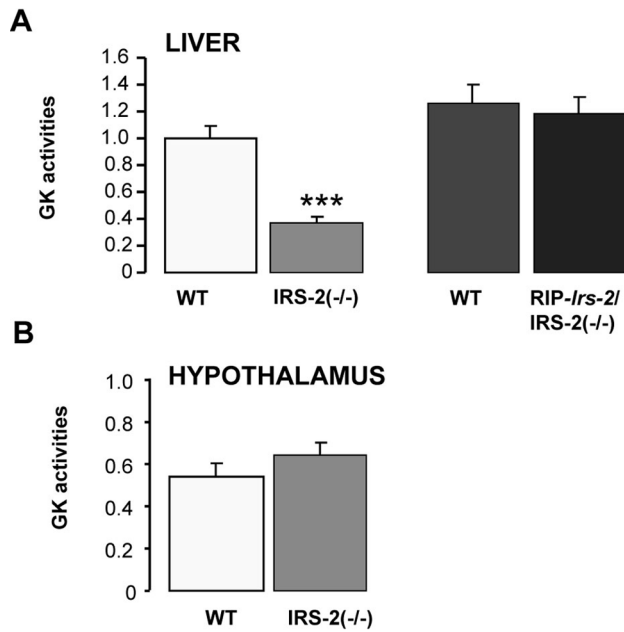 A
LIVER
GK activities
1.6
1.4
1.2
1.0
0.8
0.6
0.4
0.2
0
***
WT
IRS-2(-/-)
WT
RIP-Irs-2/
IRS-2(-/-)
B
HYPOTHALAMUS
GK activities
1.0
0.8
0.6
0.4
0.2
0
WT
IRS-2(-/-)